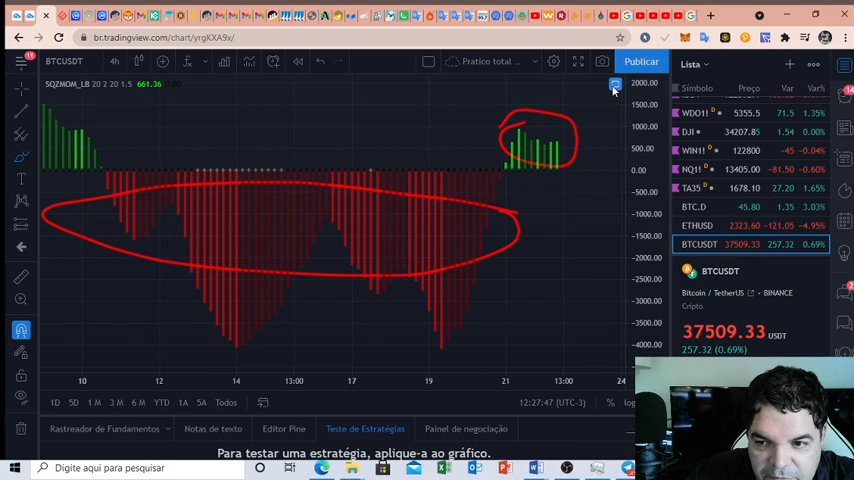 br.tradingview.com/chart/yrgKXA9x/
11
BTCUSDT 4h
Pratico total ...
Publicar
Lista
SQZMOM_LB 20 2 20 1.5 661.36 0.00
2000.00
1500.00
1000.00
500.00
0.00
−500.00
−1000.00
−1500.00
−2000.00
−2500.00
−3000.00
−3500.00
−4000.00
10 12 14 13:00 17 19 21 13:00 24
Símbolo Preço
WDO1! D 5355.5 71.5 1.35%
DJI 34207.85 1.54 0.00%
WIN1! D 122800 −45 −0.04%
NQ1! D 13405.00 −81.50 −0.60%
TA35 D 1678.10 27.20 1.65%
BTC.D 45.80 1.35 3.03%
ETHUSD 2323.60 −121.05 −4.95%
BTCUSDT 37509.33 257.32 0.69%
BTCUSDT
Bitcoin / TetherUS BINANCE
Cripto
37509.33 USDT
257.32 (0.69%)
14
2
1D 5D 1M 3M 6M YTD 1A 5A Todos
12:27:47 (UTC-3) % log
Rastreador de Fundamentos Notas de texto Editor Pine Teste de Estratégias Painel de negociação
Para testar uma estratégia, aplique-a ao gráfico.
Digite aqui para pesquisar